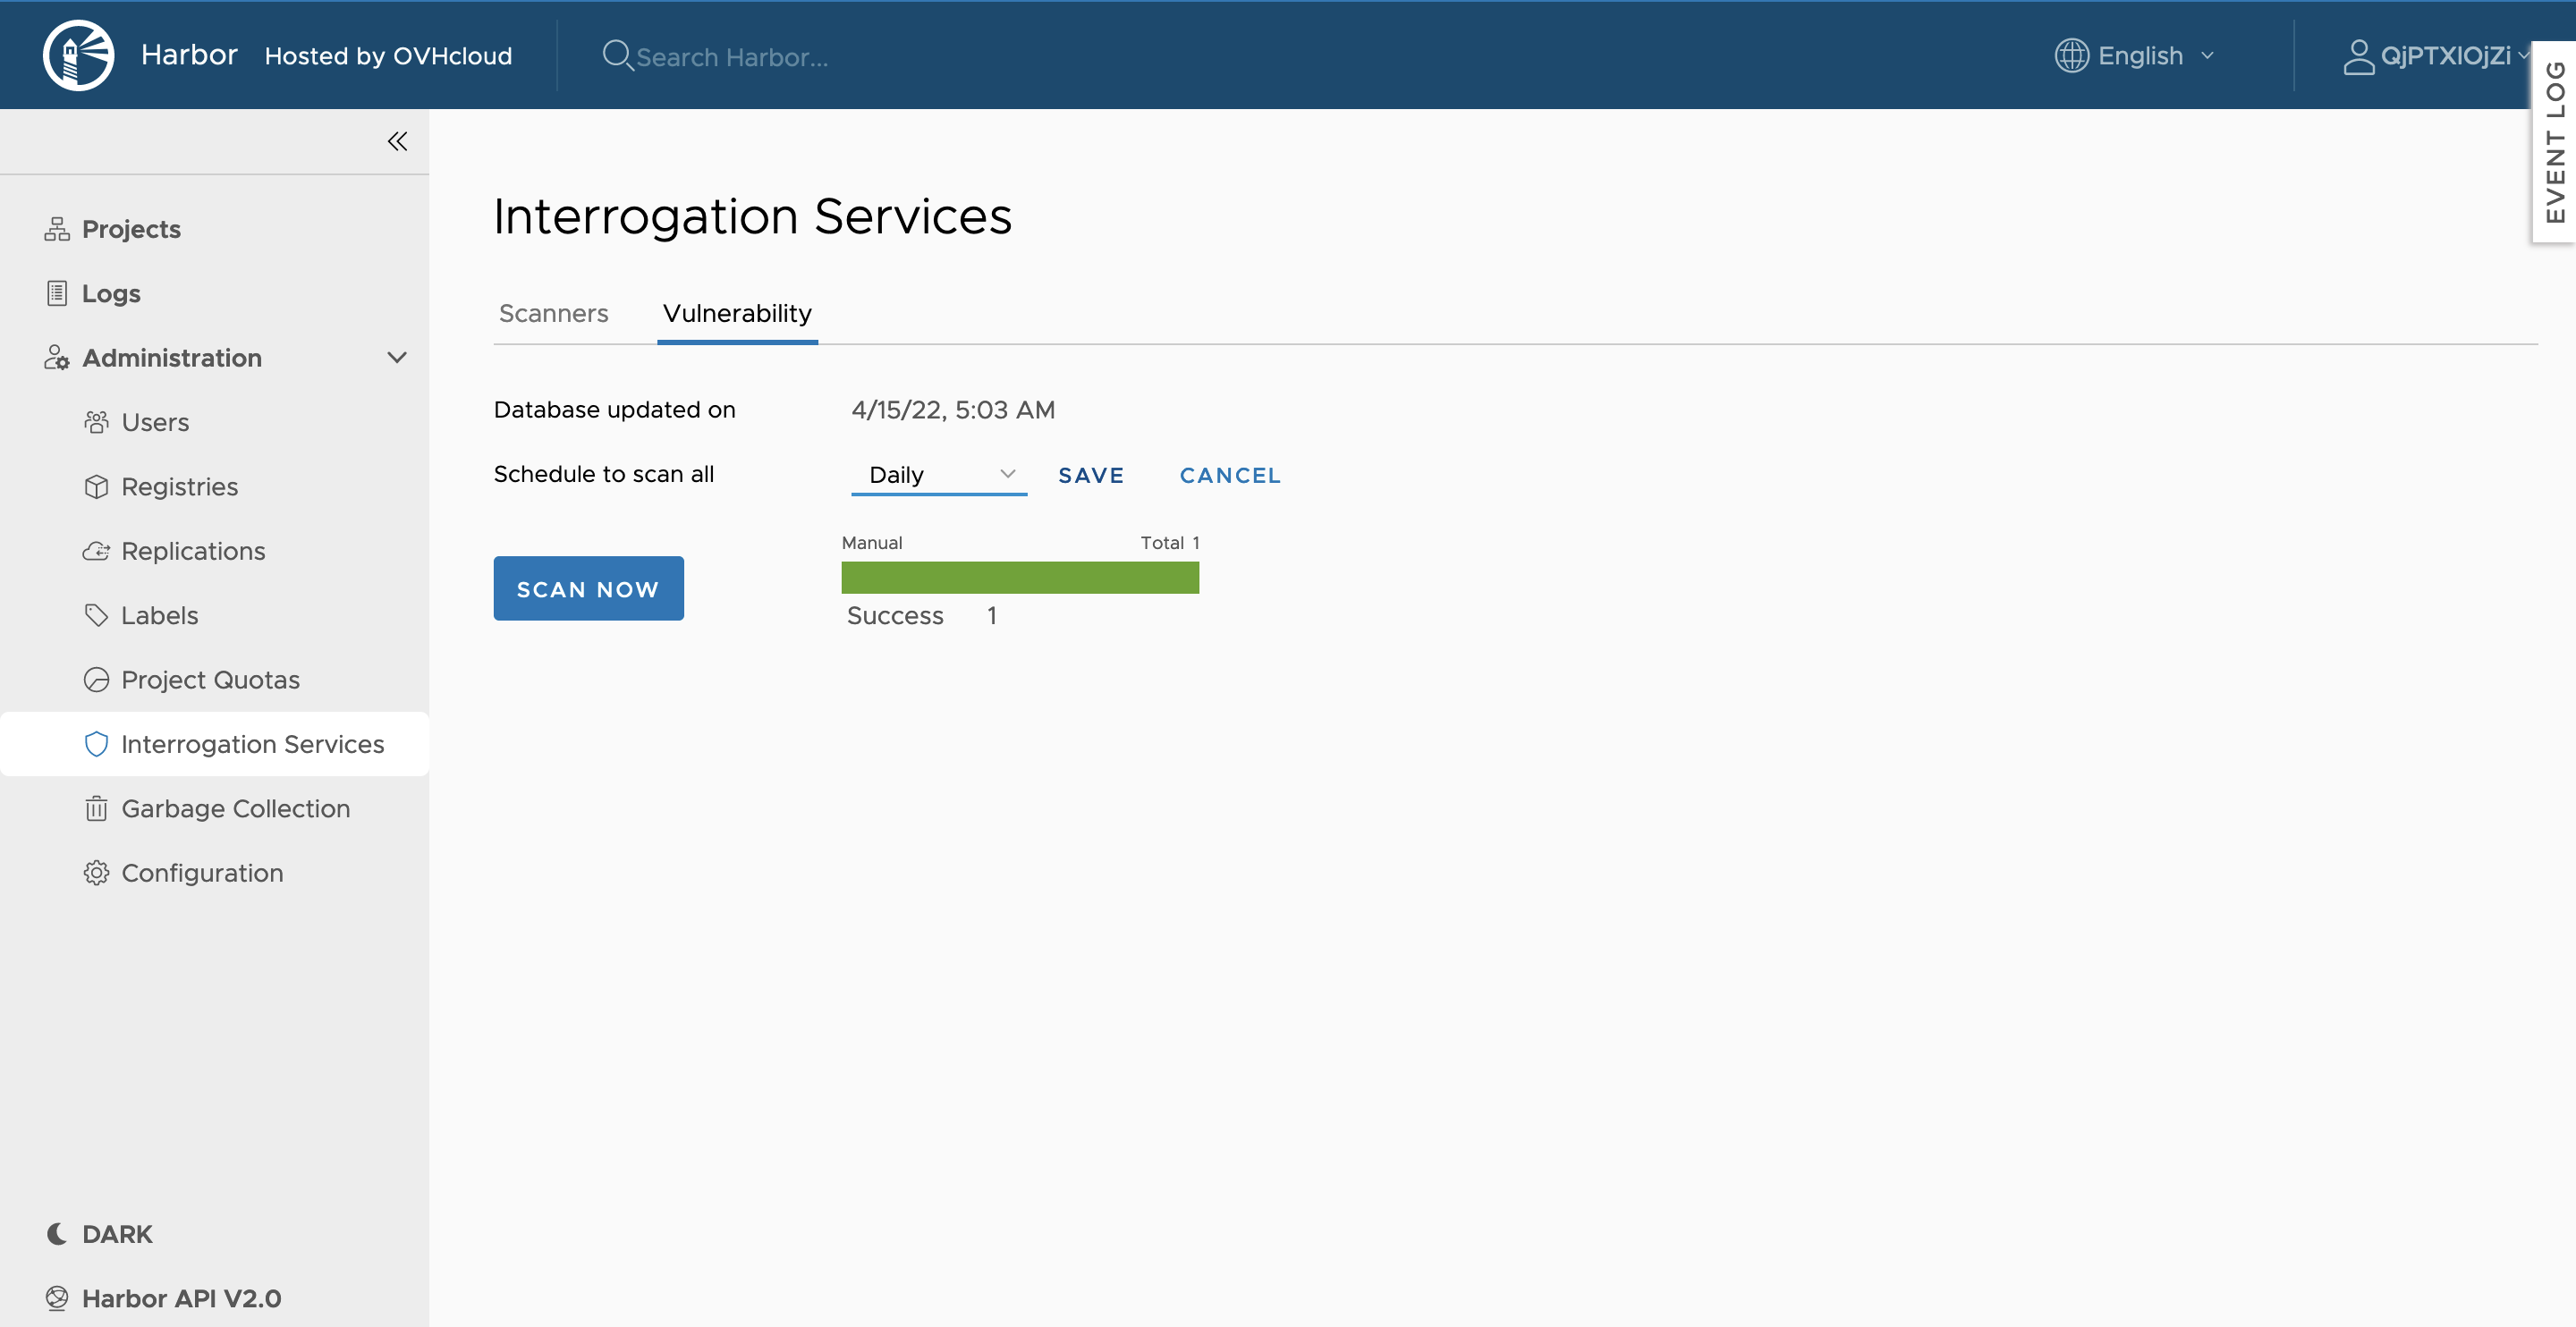 Harbor Hosted by OVHcloud Search Harbor... English QjPTXlOjZi
EVENT LOG
Projects
Logs
Administration
Users
Registries
Replications
Labels
Project Quotas
Interrogation Services
Garbage Collection
Configuration
DARK
Harbor API V2.0
Interrogation Services
Scanners Vulnerability
Database updated on 4/15/22, 5:03 AM
Schedule to scan all Daily SAVE CANCEL
Manual Total 1
SCAN NOW
Success 1